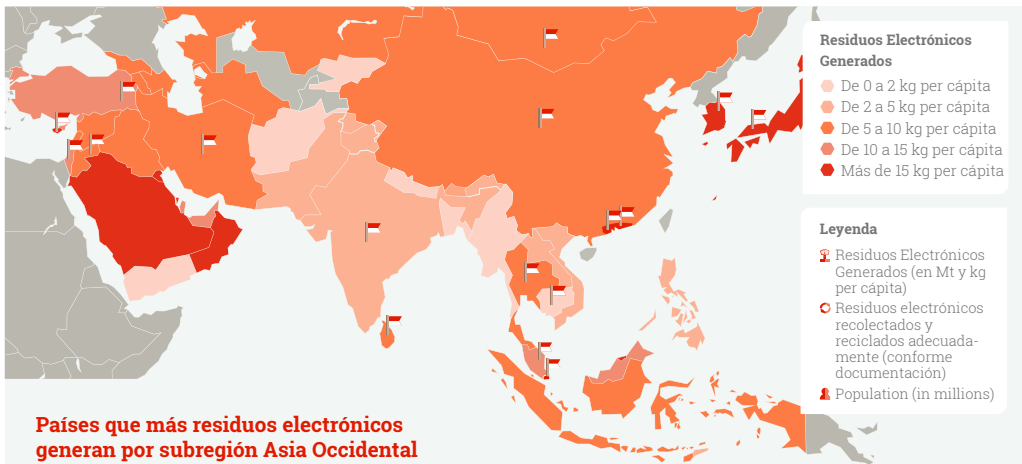 Residuos Electrónicos
Generados
De 0 a 2 kg per cápita
De 2 a 5 kg per cápita
De 5 a 10 kg per cápita
De 10 a 15 kg per cápita
Más de 15 kg per cápita
Leyenda
Residuos Electrónicos
Generados (en Mt y kg
per cápita)
Residuos electrónicos
recolectados y
reciclados adecuada-
mente (conforme
documentación)
Population (in millions)
Países que más residuos electrónicos
generan por subregión Asia Occidental